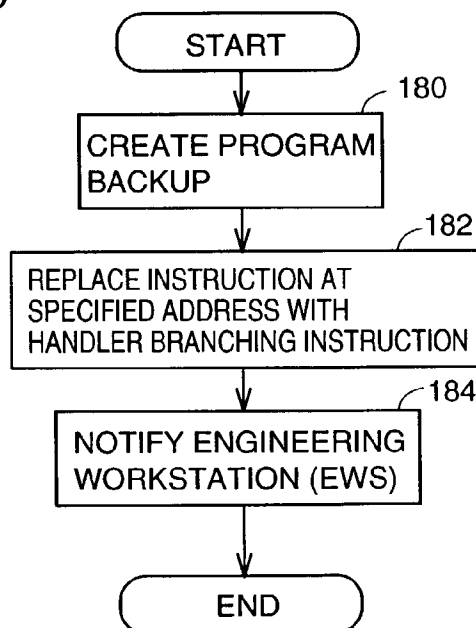 START
180
CREATE PROGRAM
BACKUP
182
REPLACE INSTRUCTION AT
SPECIFIED ADDRESS WITH
HANDLER BRANCHING INSTRUCTION
184
NOTIFY ENGINEERING
WORKSTATION (EWS)
END